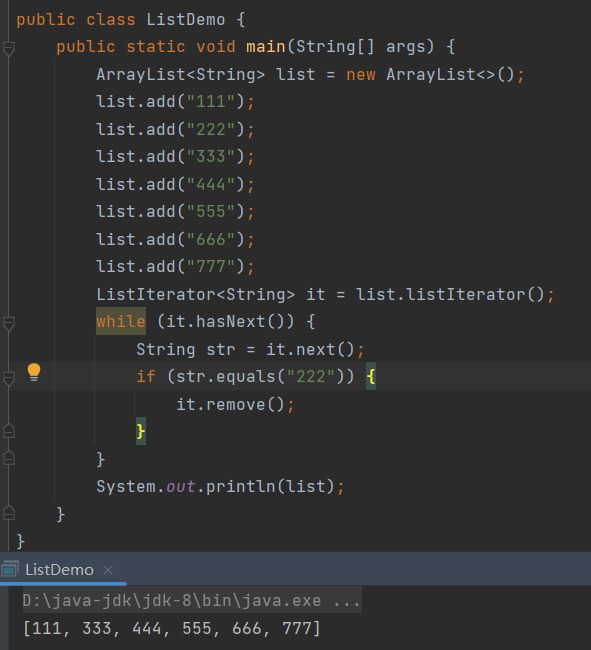 public class ListDemo {
    public static void main(String[] args) {
        ArrayList<String> list = new ArrayList<>();
        list.add("111");
        list.add("222");
        list.add("333");
        list.add("444");
        list.add("555");
        list.add("666");
        list.add("777");
        ListIterator<String> it = list.listIterator();
        while (it.hasNext()) {
            String str = it.next();
            if (str.equals("222")) {
                it.remove();
            }
        }
        System.out.println(list);
    }
}
ListDemo ×
D:\java-jdk\jdk-8\bin\java.exe ...
[111, 333, 444, 555, 666, 777]